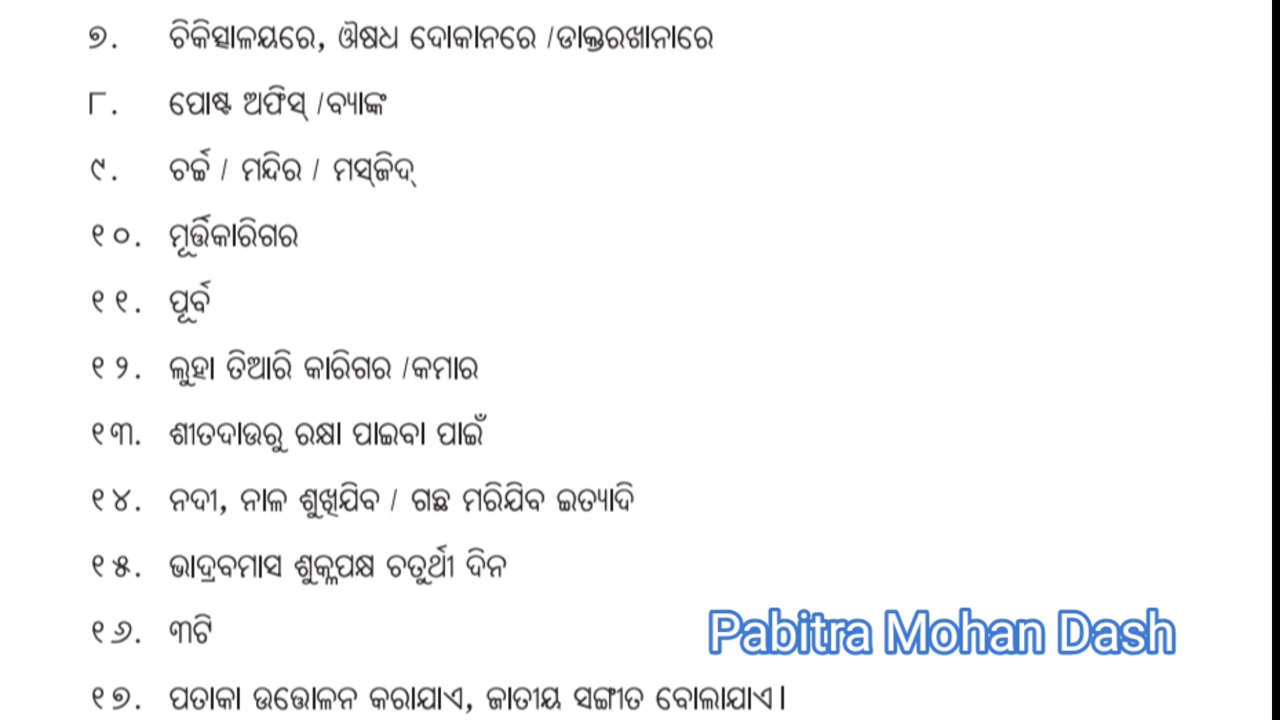 ୭. ଚିକିତ୍ସାଳୟରେ, ଔଷଧ ଦୋକାନରେ /ଡାକ୍ତରଖାନାରେ
୮. ପୋଷ୍ଟ ଅଫିସ୍ /ବ୍ୟାଙ୍କ
୯. ଚର୍ଚ୍ଚ / ମନ୍ଦିର / ମସ୍‌ଜିଦ୍
୧୦. ମୂର୍ତ୍ତିକାରିଗର
୧୧. ପୂର୍ବ
୧୨. ଲୁହା ତିଆରି କାରିଗର /କମାର
୧୩. ଶୀତଦାଉରୁ ରକ୍ଷା ପାଇବା ପାଇଁ
୧୪. ନଦୀ, ନାଳ ଶୁଖିଯିବ / ଗଛ ମରିଯିବ ଇତ୍ୟାଦି
୧୫. ଭାଦ୍ରବମାସ ଶୁକ୍ଳପକ୍ଷ ଚତୁର୍ଥୀ ଦିନ
୧୬. ୩ଟି
Pabitra Mohan Dash
୧୭. ପତାକା ଉତ୍ତୋଳନ କରାଯାଏ, ଜାତୀୟ ସଙ୍ଗୀତ ବୋଲାଯାଏ।